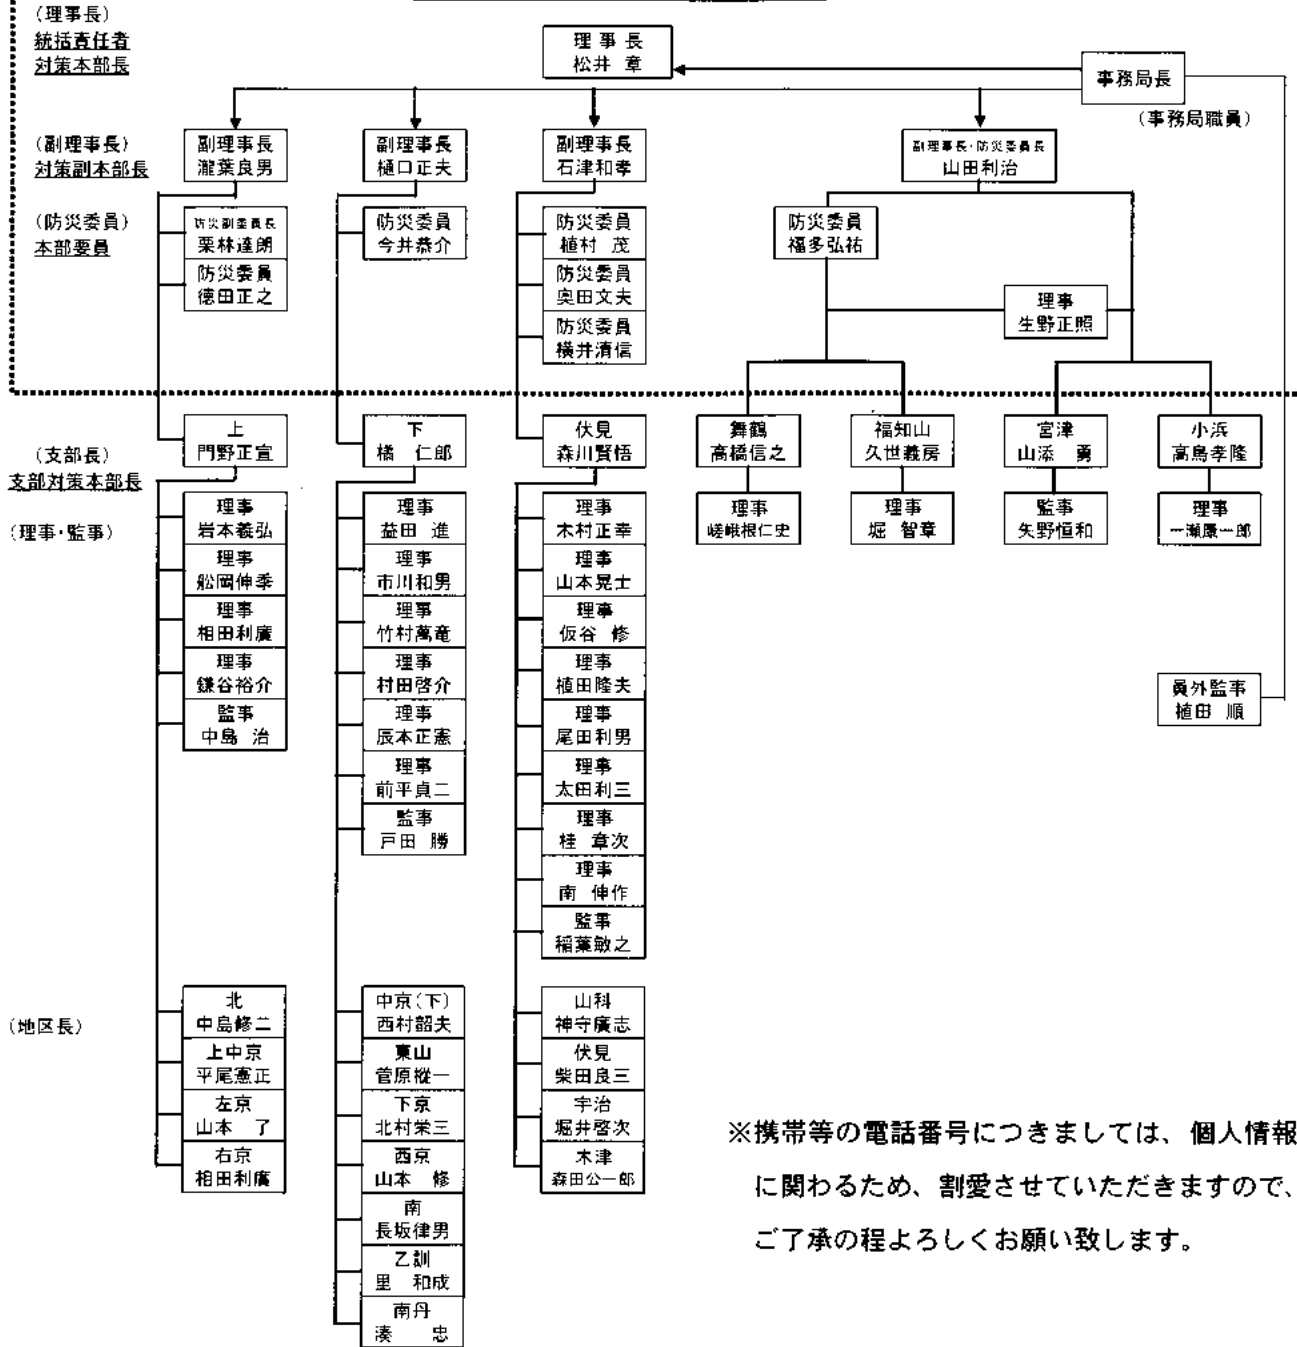 (理事長)
統括責任者
対策本部長
理事長
松井 章
事務局長
(事務局職員)
(副理事長)
対策副本部長
副理事長
瀧葉良男
副理事長
樋口正夫
副理事長
石津和孝
副理事長・防災委員長
山田利治
(防災委員)
本部要員
防災副委員長
栗林達朗
防災委員
徳田正之
防災委員
今井恭介
防災委員
植村 茂
防災委員
奥田文夫
防災委員
横井清信
防災委員
福多弘祐
理事
生野正照
(支部長)
支部対策本部長
上
門野正宣
下
橘 仁郎
伏見
森川賢悟
舞鶴
高橋信之
福知山
久世義房
宮津
山添 勇
小浜
高鳥孝隆
(理事・監事)
理事
岩本義弘
理事
舩岡伸季
理事
相田利廣
理事
鎌谷裕介
監事
中島 治
理事
益田 進
理事
市川和男
理事
竹村萬竜
理事
村田啓介
理事
辰本正憲
理事
前平貞二
監事
戸田 勝
理事
木村正幸
理事
山本晃士
理事
仮谷 修
理事
植田隆夫
理事
尾田利男
理事
太田利三
理事
桂 章次
理事
南 伸作
監事
稲葉敏之
理事
嵯峨根仁史
理事
堀 智章
監事
矢野恒和
理事
一瀬慶一郎
員外監事
植田 順
(地区長)
北
中島修二
上中京
平尾憲正
左京
山本 了
右京
相田利廣
中京(下)
西村韶夫
東山
菅原樅一
下京
北村栄三
西京
山本 修
南
長坂律男
乙訓
里 和成
南丹
湊 忠
山科
神守廣志
伏見
柴田良三
宇治
堀井啓次
木津
森田公一郎
※携帯等の電話番号につきましては、個人情報
に関わるため、割愛させていただきますので、
ご了承の程よろしくお願い致します。